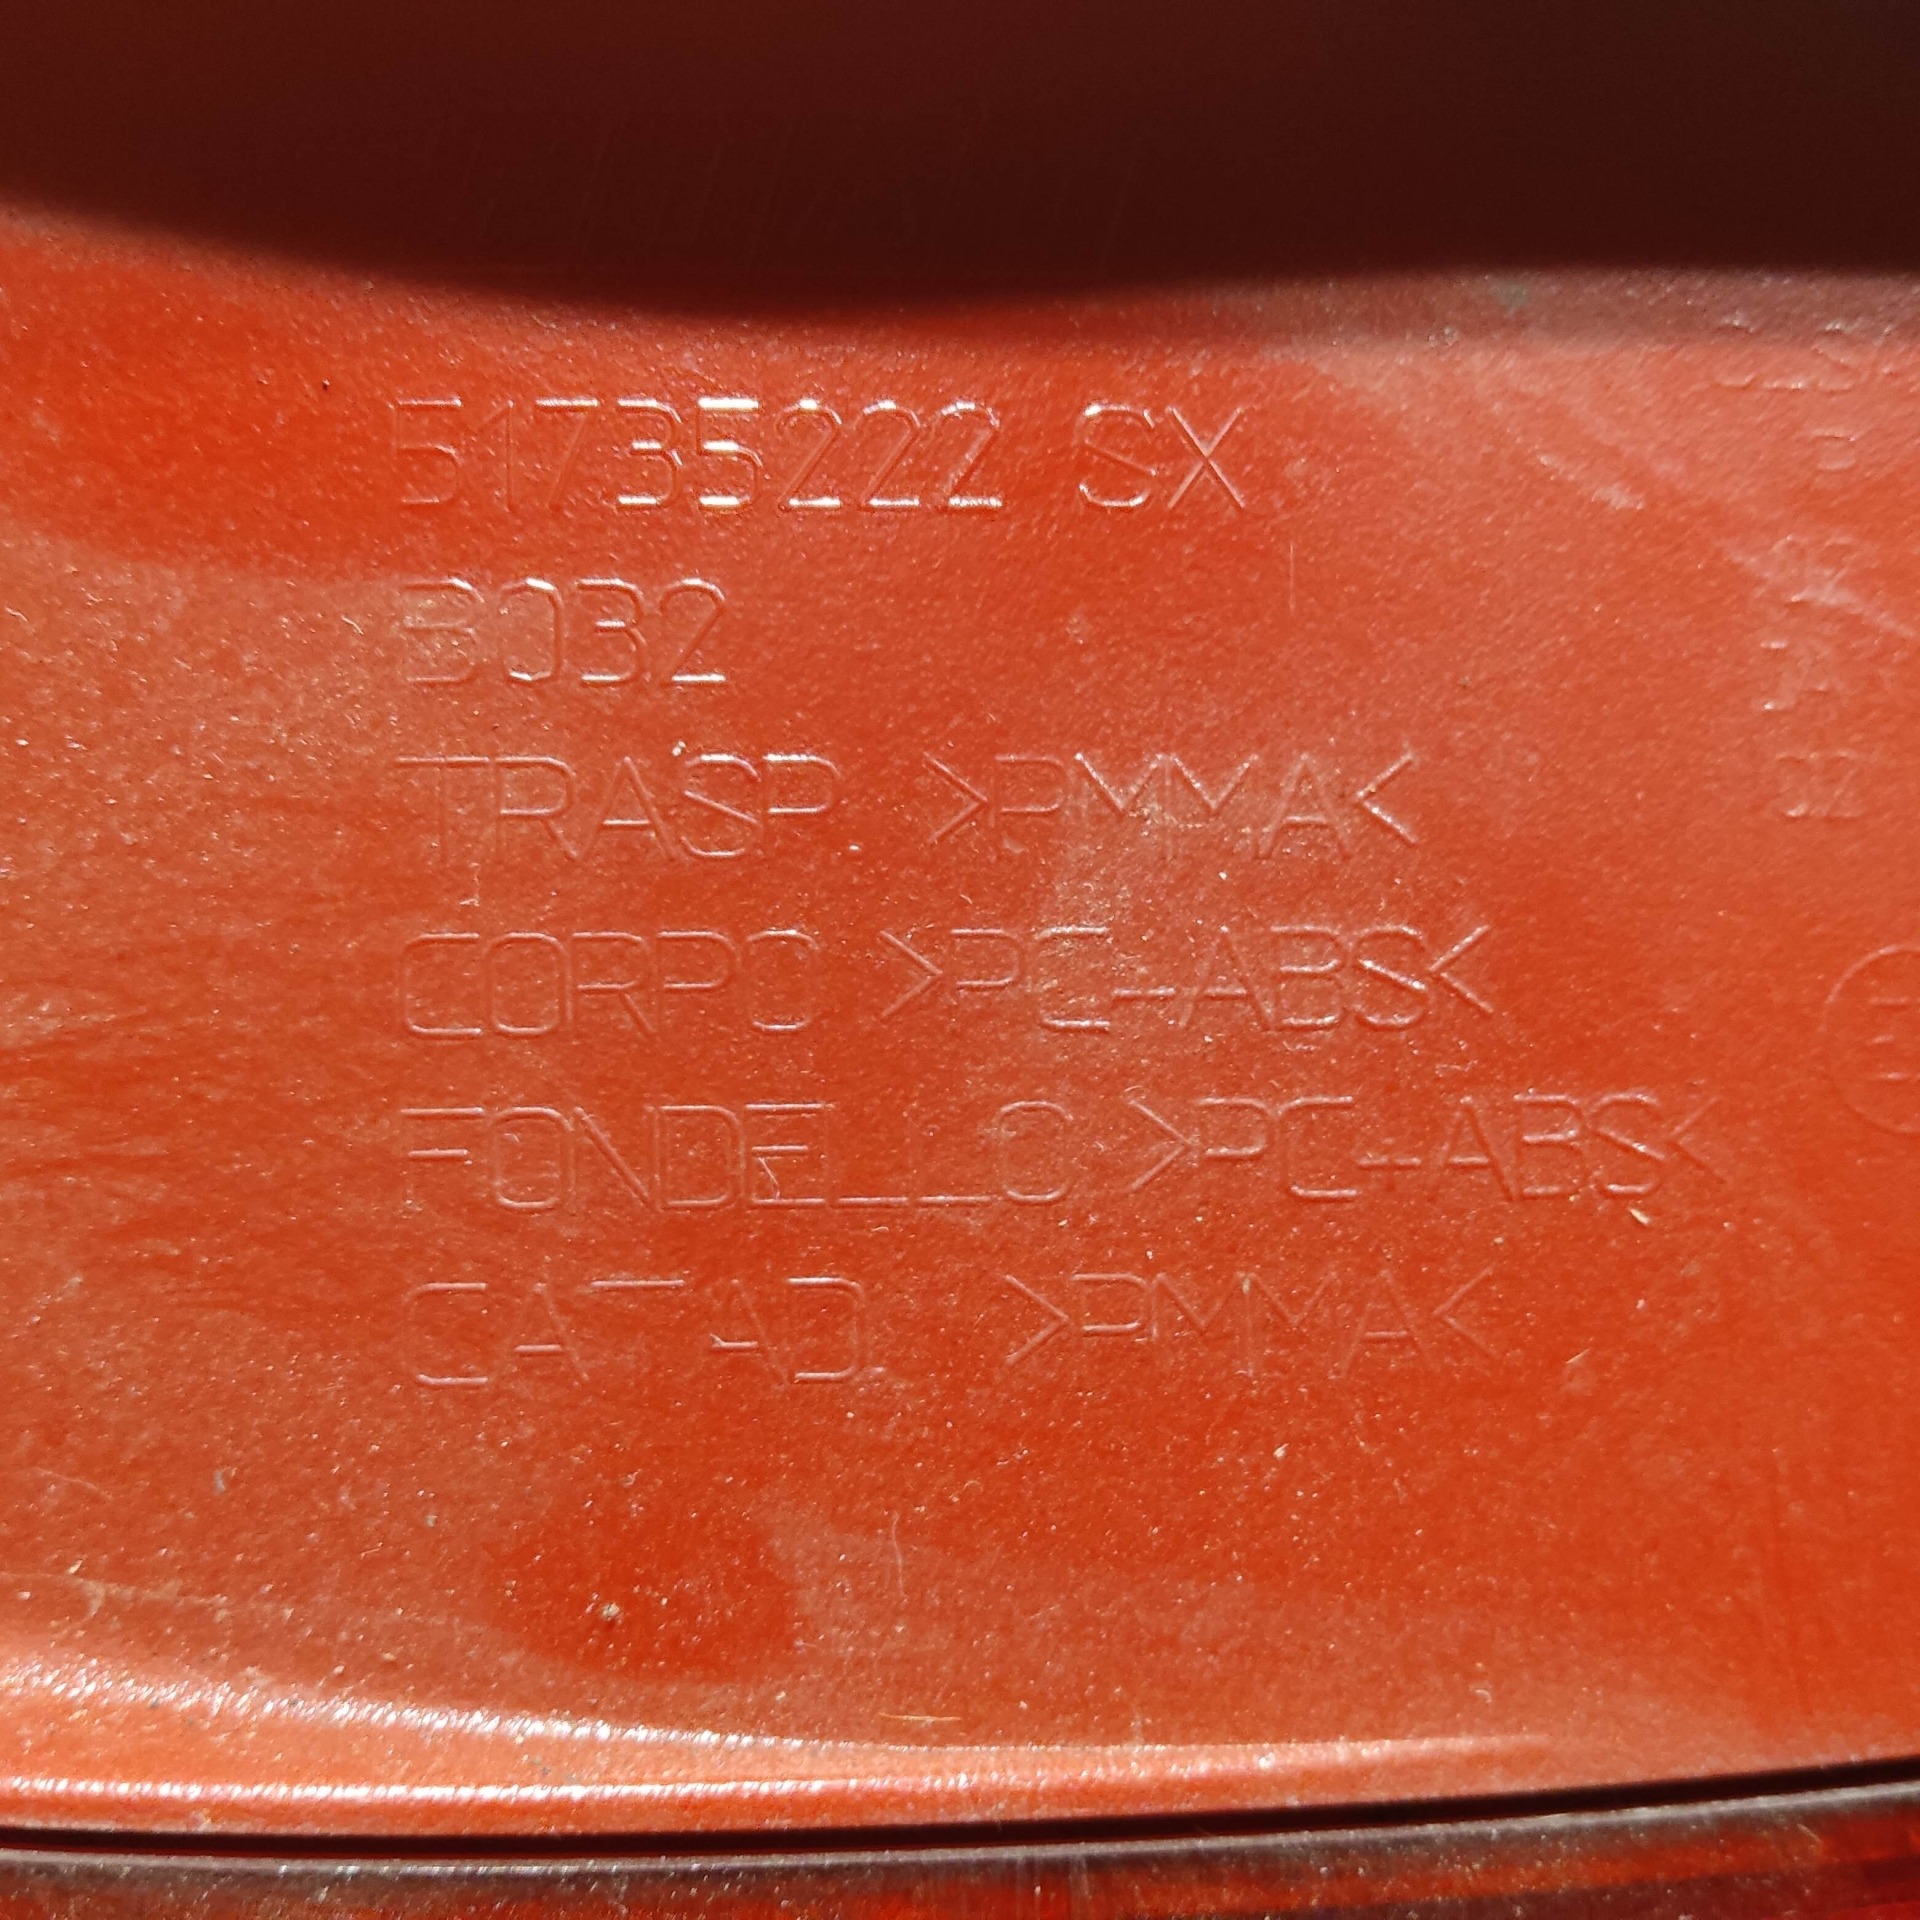 51735222 SX
B032
TRASP. >PMMA<
CORPO >PC+ABS<
FONDELLO >PC+ABS<
CATAD. >PMMA<